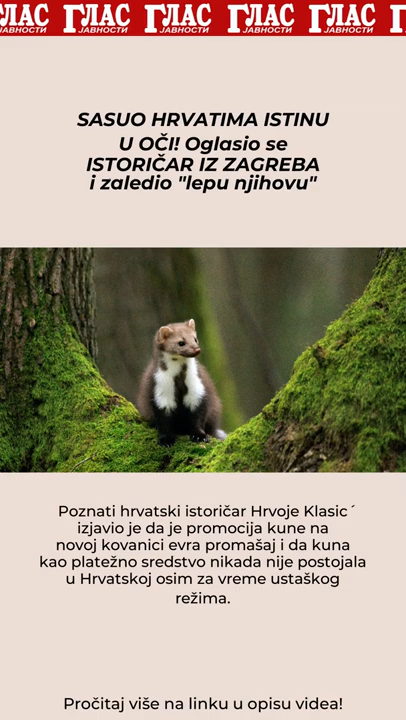 ГЛАС ГЛАС ГЛАС ГЛАС ГЛАС
ЈАВНОСТИ ЈАВНОСТИ ЈАВНОСТИ ЈАВНОСТИ ЈАВНОСТИ
SASUO HRVATIMA ISTINU
U OČI! Oglasio se
ISTORIČAR IZ ZAGREBA
i zaledio "lepu njihovu"
Poznati hrvatski istoričar Hrvoje Klasic´
izjavio je da je promocija kune na
novoj kovanici evra promašaj i da kuna
kao platežno sredstvo nikada nije postojala
u Hrvatskoj osim za vreme ustaškog
režima.
Pročitaj više na linku u opisu videa!